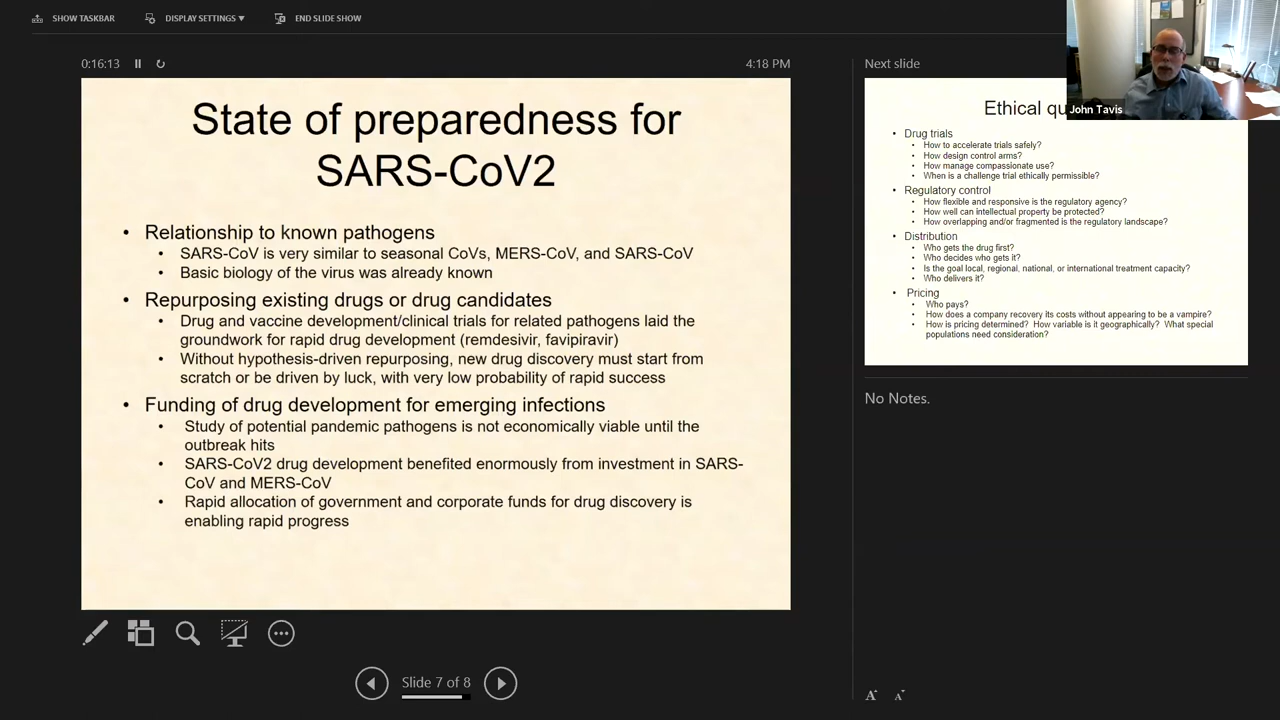 SHOW TASKBAR
DISPLAY SETTINGS ▼
END SLIDE SHOW
0:16:13
4:18 PM
State of preparedness for
SARS-CoV2
• Relationship to known pathogens
• SARS-CoV is very similar to seasonal CoVs, MERS-CoV, and SARS-CoV
• Basic biology of the virus was already known
• Repurposing existing drugs or drug candidates
• Drug and vaccine development/clinical trials for related pathogens laid the
groundwork for rapid drug development (remdesivir, favipiravir)
• Without hypothesis-driven repurposing, new drug discovery must start from
scratch or be driven by luck, with very low probability of rapid success
• Funding of drug development for emerging infections
• Study of potential pandemic pathogens is not economically viable until the
outbreak hits
• SARS-CoV2 drug development benefited enormously from investment in SARS-
CoV and MERS-CoV
• Rapid allocation of government and corporate funds for drug discovery is
enabling rapid progress
Slide 7 of 8
Next slide
John Tavis
Ethical
• Drug trials
• How to accelerate trials safely?
• How design control arms?
• How manage compassionate use?
• When is a challenge trial ethically permissible?
• Regulatory control
• How flexible and responsive is the regulatory agency?
• How well can intellectual property be protected?
• How overlapping and/or fragmented is the regulatory landscape?
• Distribution
• Who gets the drug first?
• Who decides who gets it?
• Is the goal local, regional, national, or international treatment capacity?
• Who delivers it?
• Pricing
• Who pays?
• How does a company recovery its costs without appearing to be a vampire?
• How is pricing determined? How variable is it geographically? What special
populations need consideration?
No Notes.
A A